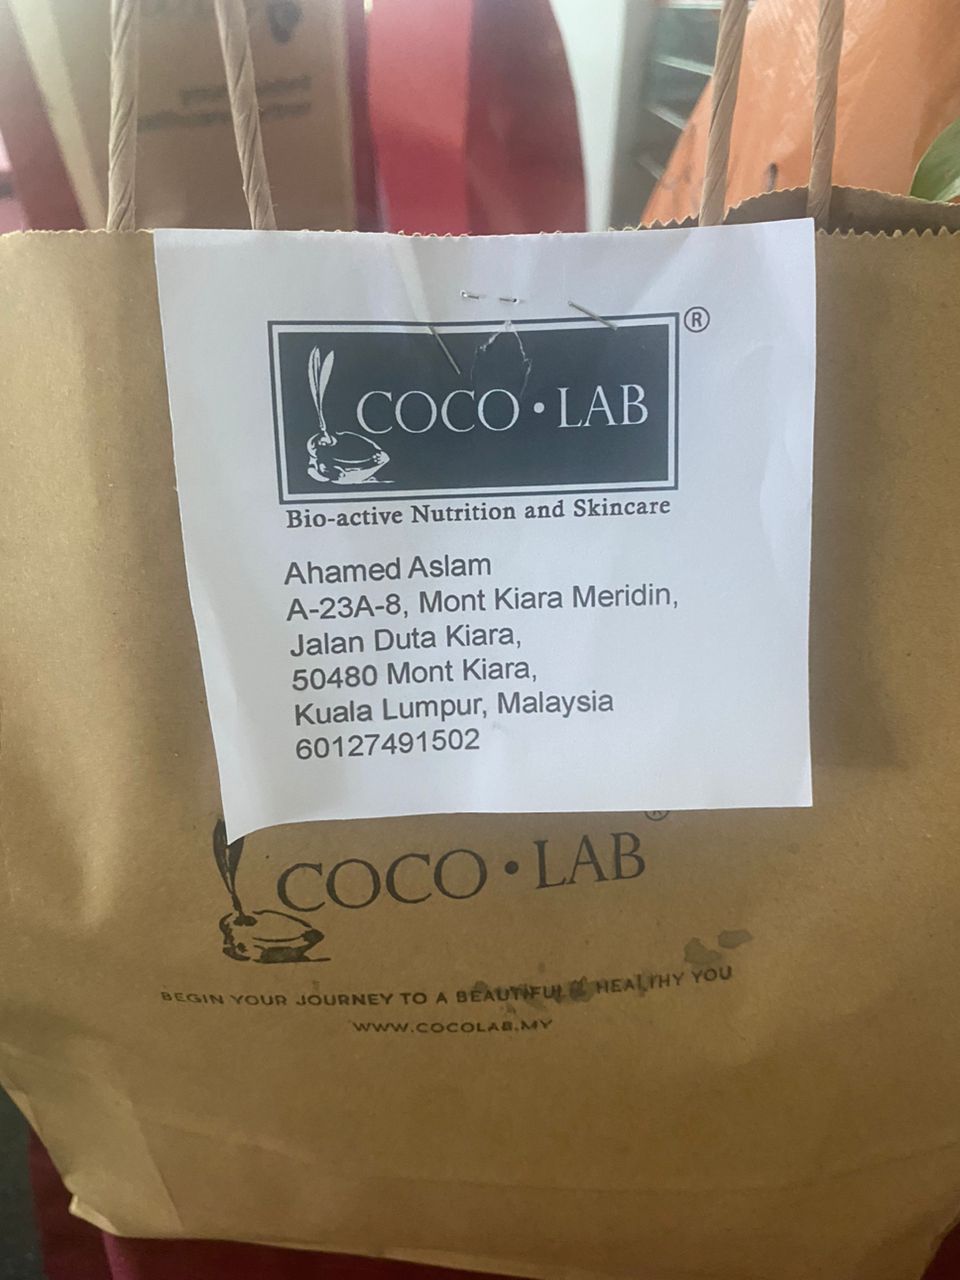 ®
COCO • LAB
Bio-active Nutrition and Skincare
Ahamed Aslam
A-23A-8, Mont Kiara Meridin,
Jalan Duta Kiara,
50480 Mont Kiara,
Kuala Lumpur, Malaysia
60127491502
®
COCO • LAB
BEGIN YOUR JOURNEY TO A BEAUTIFUL & HEALTHY YOU
WWW.COCOLAB.MY